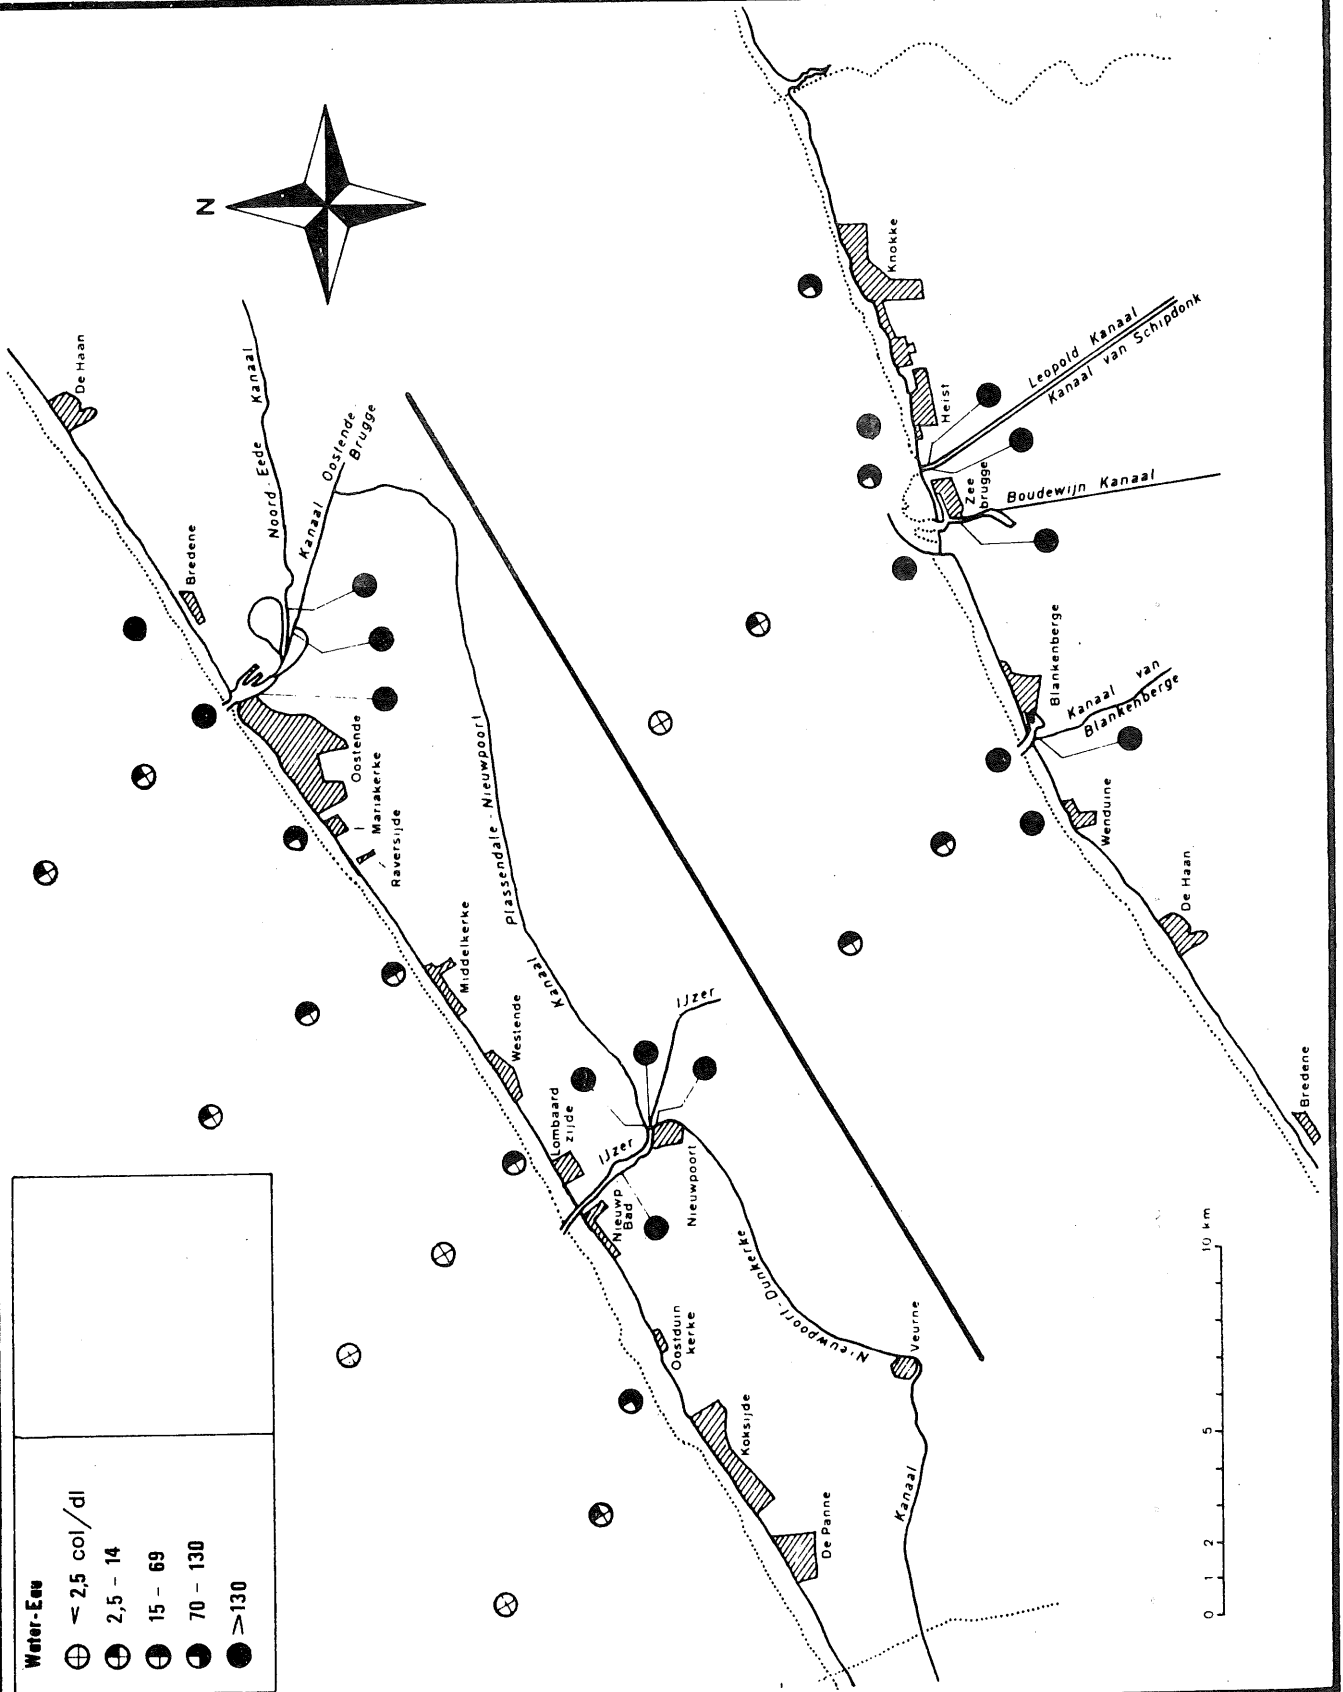 Water-Eau
< 2,5 col/dl
2,5 - 14
15 - 69
70 - 130
>130
N
De Haan
Bredene
Noord-Eede Kanaal
Kanaal Oostende
Brugge
Oostende
Mariakerke
Raversijde
Middelkerke
Westende
Lombaard
zijde
Nieuwp
Bad
IJzer
IJzer
Nieuwpoort
Kanaal Plassendale-Nieuwpoort
Oostduin
kerke
Koksijde
De Panne
Veurne
Kanaal Nieuwpoort-Dunkerke
Knokke
Heist
Leopold Kanaal
Kanaal van Schipdonk
Zee
brugge
Boudewijn Kanaal
Blankenberge
Kanaal van
Blankenberge
Wenduine
De Haan
Bredene
0 1 2 5 10 km